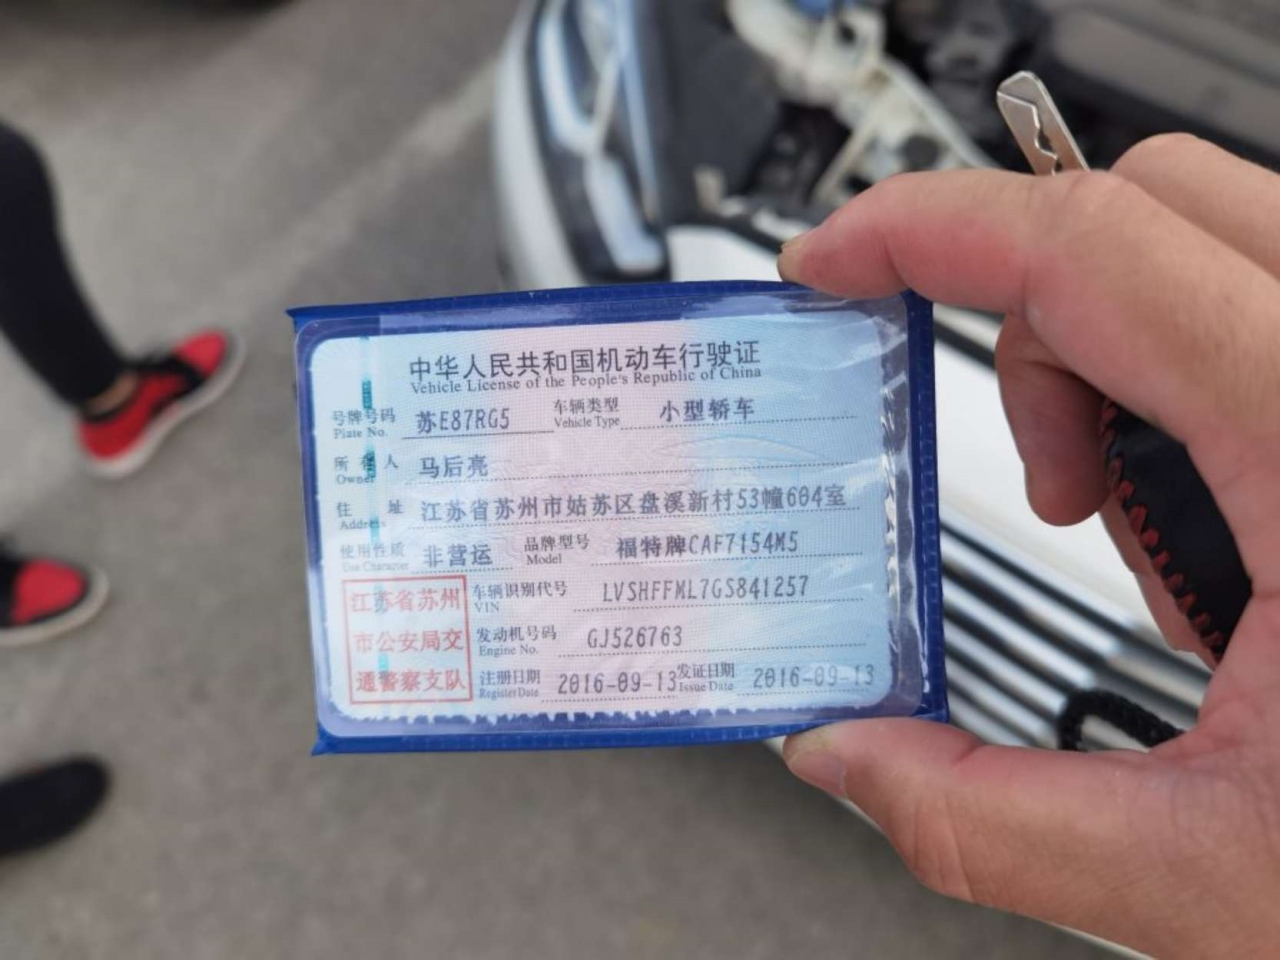 中华人民共和国机动车行驶证
Vehicle License of the People's Republic of China
号牌号码 苏E87RG5 车辆类型 小型轿车
Plate No. Vehicle Type
所有人 马后亮
Owner
住址 江苏省苏州市姑苏区盘溪新村53幢604室
Address
使用性质 非营运 品牌型号 福特牌CAF7154M5
Use Character Model
江苏省苏州 车辆识别代号 LVSHFFML7GS841257
VIN
市公安局交 发动机号码 GJ526763
Engine No.
通警察支队 注册日期 2016-09-13 发证日期 2016-09-13
Register Date Issue Date